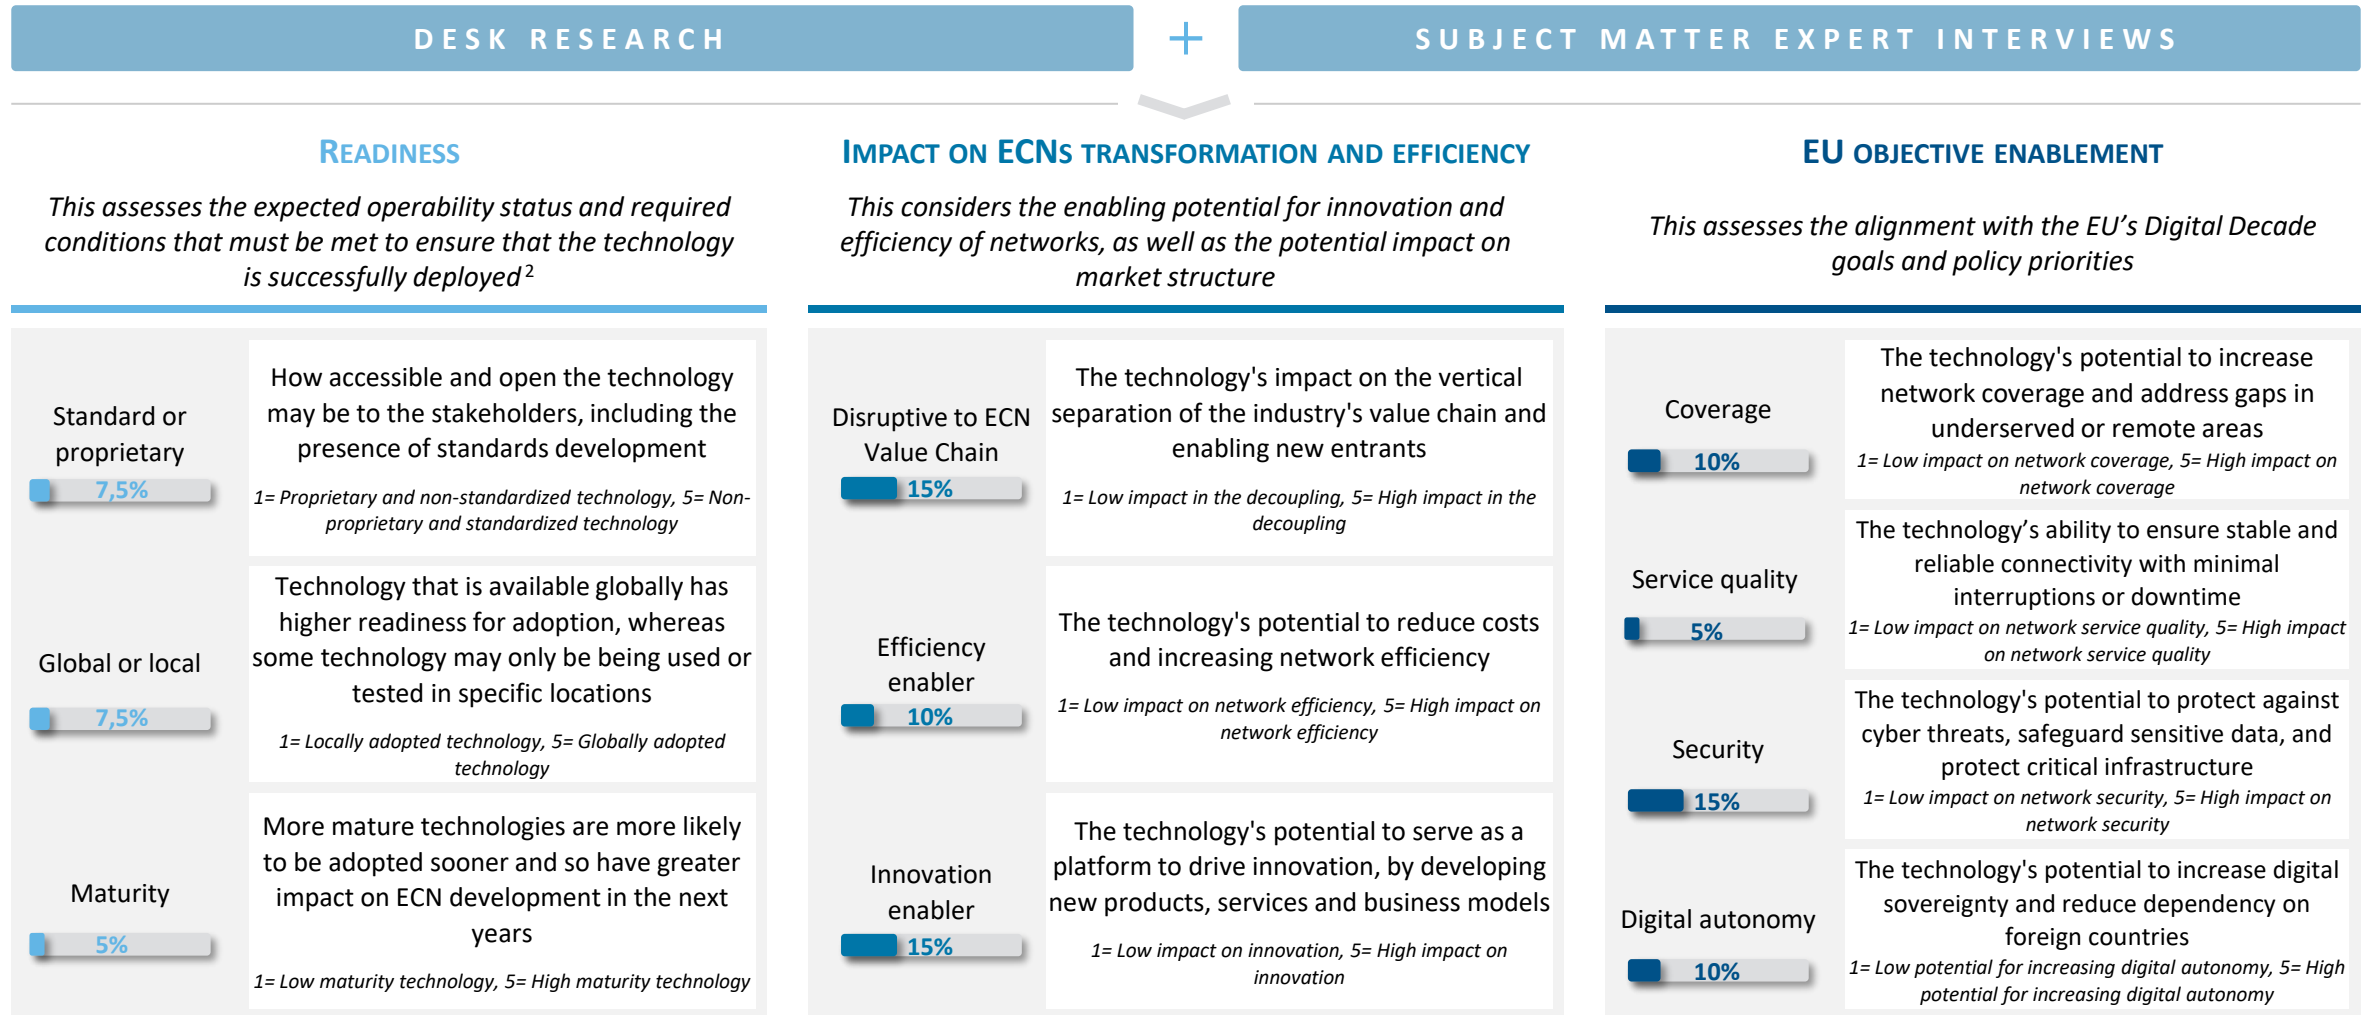 DESK RESEARCH
+
SUBJECT MATTER EXPERT INTERVIEWS
READINESS
This assesses the expected operability status and required
conditions that must be met to ensure that the technology
is successfully deployed 2
Standard or
proprietary
7,5%
How accessible and open the technology
may be to the stakeholders, including the
presence of standards development
1= Proprietary and non-standardized technology, 5= Non-
proprietary and standardized technology
Global or local
7,5%
Technology that is available globally has
higher readiness for adoption, whereas
some technology may only be being used or
tested in specific locations
1= Locally adopted technology, 5= Globally adopted
technology
Maturity
5%
More mature technologies are more likely
to be adopted sooner and so have greater
impact on ECN development in the next
years
1= Low maturity technology, 5= High maturity technology
IMPACT ON ECNS TRANSFORMATION AND EFFICIENCY
This considers the enabling potential for innovation and
efficiency of networks, as well as the potential impact on
market structure
Disruptive to ECN
Value Chain
15%
The technology's impact on the vertical
separation of the industry's value chain and
enabling new entrants
1= Low impact in the decoupling, 5= High impact in the
decoupling
Efficiency
enabler
10%
The technology's potential to reduce costs
and increasing network efficiency
1= Low impact on network efficiency, 5= High impact on
network efficiency
Innovation
enabler
15%
The technology's potential to serve as a
platform to drive innovation, by developing
new products, services and business models
1= Low impact on innovation, 5= High impact on
innovation
EU OBJECTIVE ENABLEMENT
This assesses the alignment with the EU’s Digital Decade
goals and policy priorities
Coverage
10%
The technology's potential to increase
network coverage and address gaps in
underserved or remote areas
1= Low impact on network coverage, 5= High impact on
network coverage
Service quality
5%
The technology’s ability to ensure stable and
reliable connectivity with minimal
interruptions or downtime
1= Low impact on network service quality, 5= High impact
on network service quality
Security
15%
The technology's potential to protect against
cyber threats, safeguard sensitive data, and
protect critical infrastructure
1= Low impact on network security, 5= High impact on
network security
Digital autonomy
10%
The technology's potential to increase digital
sovereignty and reduce dependency on
foreign countries
1= Low potential for increasing digital autonomy, 5= High
potential for increasing digital autonomy